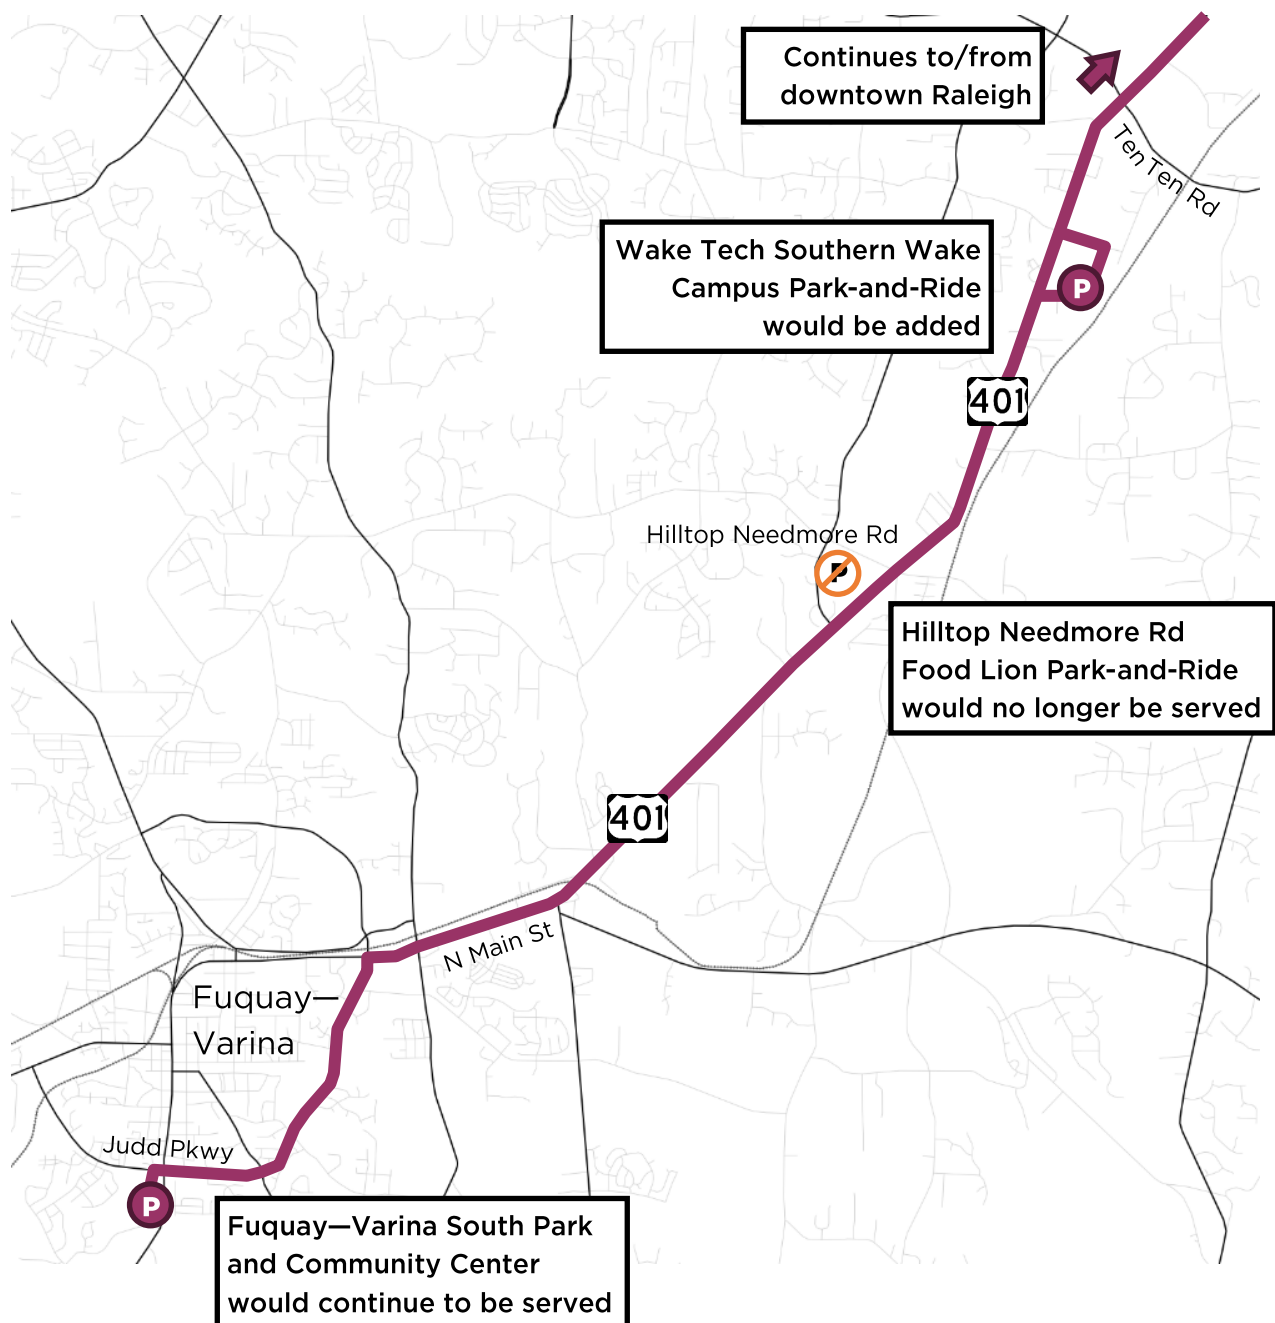 Continues to/from
downtown Raleigh
Ten Ten Rd
Wake Tech Southern Wake
Campus Park-and-Ride
would be added
P
401
Hilltop Needmore Rd
P
Hilltop Needmore Rd
Food Lion Park-and-Ride
would no longer be served
401
N Main St
Fuquay—
Varina
Judd Pkwy
P
Fuquay—Varina South Park
and Community Center
would continue to be served